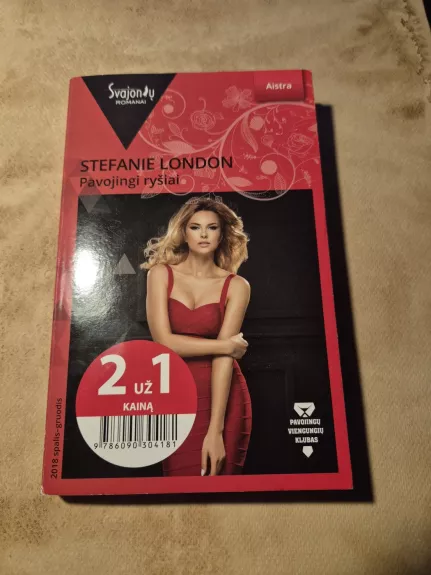 Svajonių
ROMANAI
Aistra
STEFANIE LONDON
Pavojingi ryšiai
2 UŽ 1
KAINĄ
9 786090 304181
PAVOJINGŲ
VIENGUNGIŲ
KLUBAS
2018 spalis-gruodis